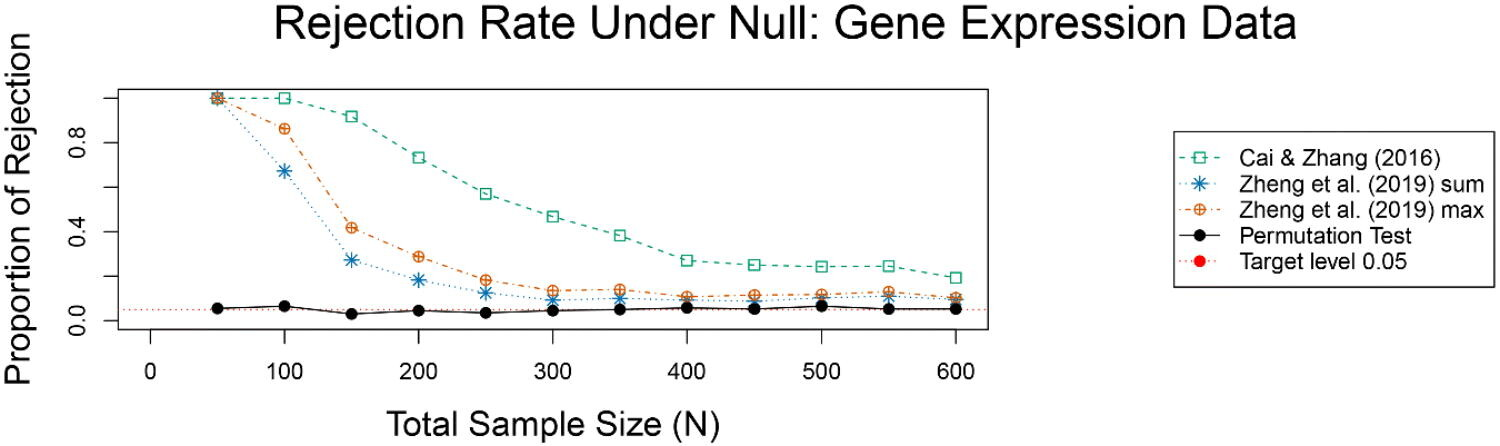 Rejection Rate Under Null: Gene Expression Data
Proportion of Rejection
0.8
0.4
0.0
0 100 200 300 400 500 600
Total Sample Size (N)
Cai & Zhang (2016)
Zheng et al. (2019) sum
Zheng et al. (2019) max
Permutation Test
Target level 0.05